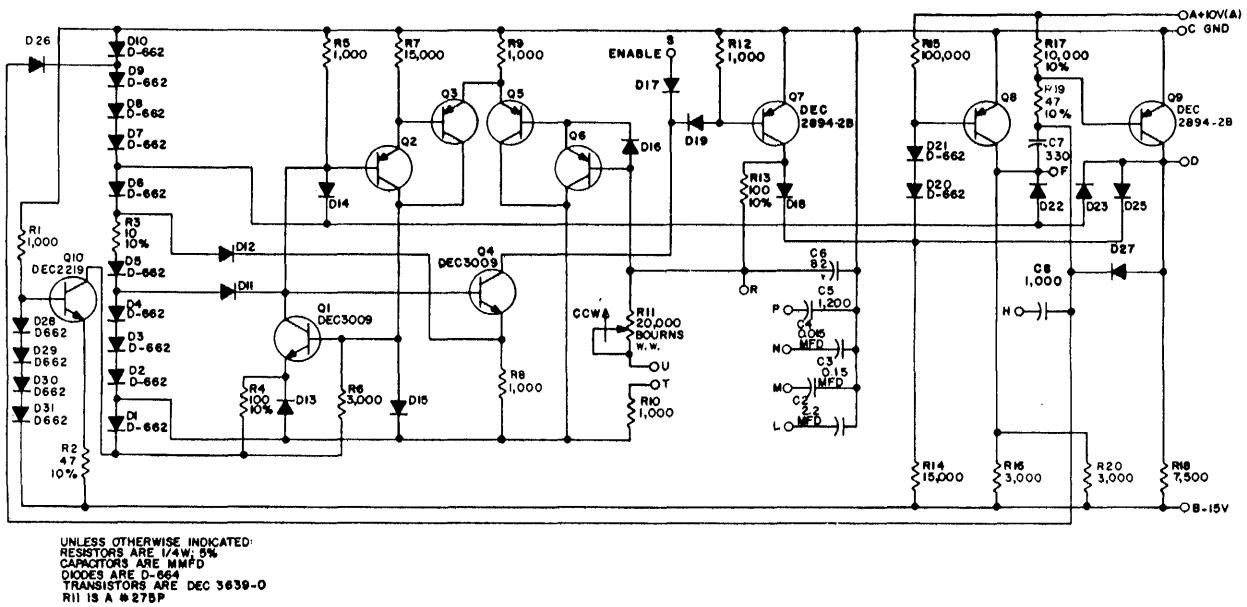 D26
D10
D-662
D9
D-662
D8
D-662
D7
D-662
D6
D-662
R3
10
10%
D5
D-662
D4
D-662
D3
D-662
D2
D-662
D1
D-662
R1
1,000
Q10
DEC2219
D28
D662
D29
D662
D30
D662
D31
D662
R2
47
10%
R5
1,000
R7
15,000
R9
1,000
Q3
Q5
Q2
Q6
D14
D16
D12
D11
Q1
DEC3009
Q4
DEC3009
R4
100
10%
D13
R6
3,000
D15
R8
1,000
S
ENABLE
D17
D19
R12
1,000
Q7
DEC
2894-2B
R13
100
10%
D18
R
CCW
R11
20,000
BOURNS
W.W.
U
T
R10
1,000
C6
82
P
C5
1,200
N
C4
0.015
MFD
M
C3
0.15
MFD
L
C2
2.2
MFD
R15
100,000
D21
D-662
D20
D-662
R14
15,000
Q8
R16
3,000
R17
10,000
10%
R19
47
10%
C7
330
F
D22
D23
D25
Q9
DEC
2894-2B
D27
C8
1,000
H
R20
3,000
R18
7,500
A+10V(A)
C GND
D
B-15V
UNLESS OTHERWISE INDICATED:
RESISTORS ARE 1/4W; 5%
CAPACITORS ARE MMFD
DIODES ARE D-664
TRANSISTORS ARE DEC 3639-0
R11 IS A #275P